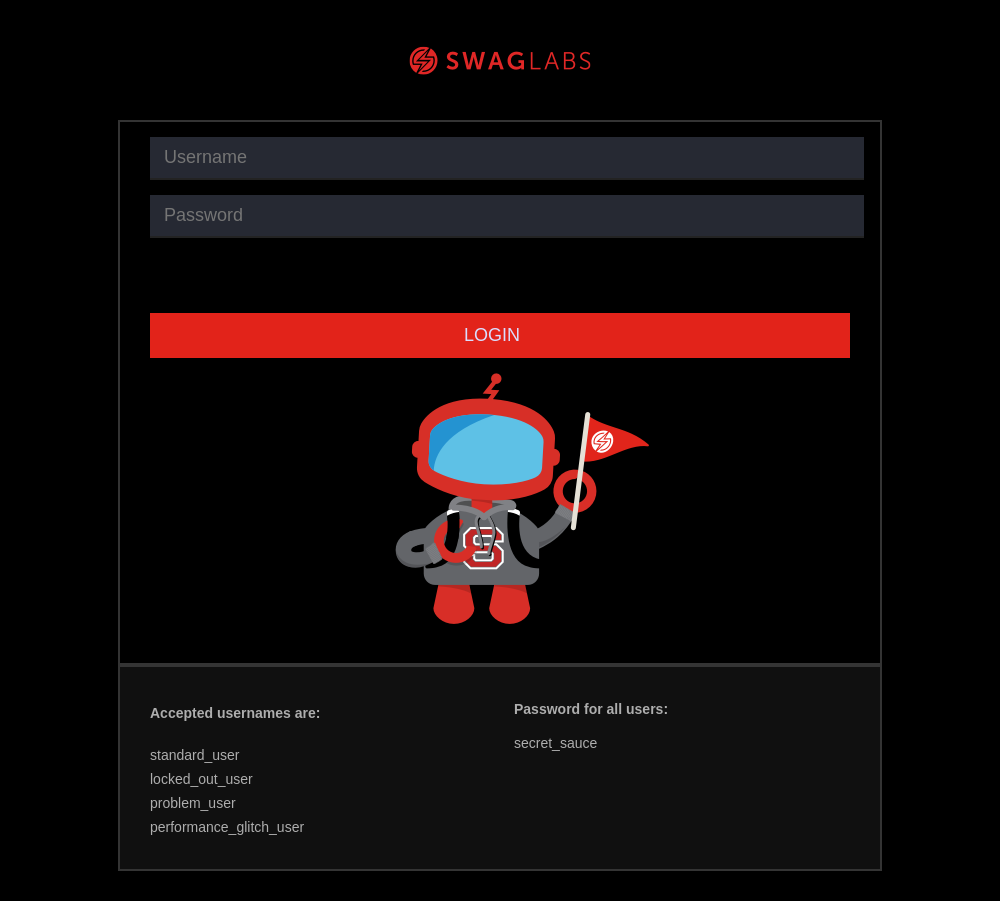 SWAGLABS
Username
Password
LOGIN
S
Accepted usernames are:
standard_user
locked_out_user
problem_user
performance_glitch_user
Password for all users:
secret_sauce